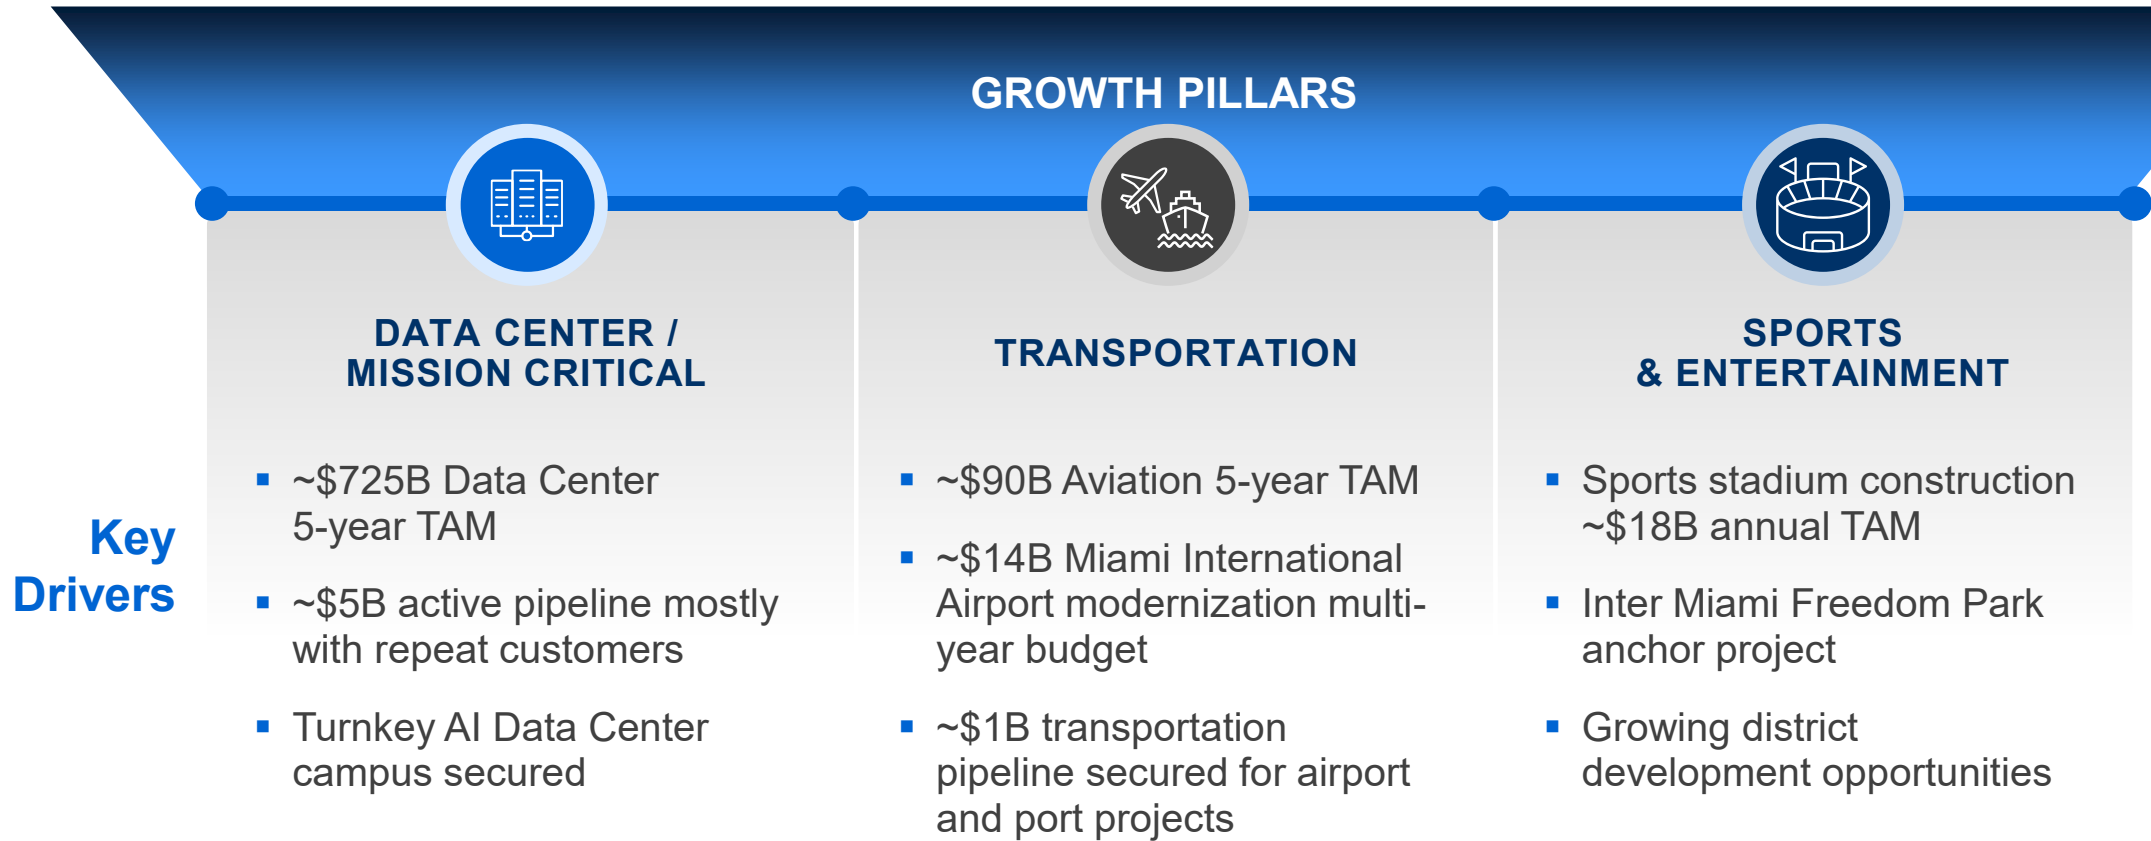 GROWTH PILLARS
DATA CENTER /
MISSION CRITICAL
TRANSPORTATION
SPORTS
& ENTERTAINMENT
Key
Drivers
▪ ~$725B Data Center
5-year TAM
▪ ~$5B active pipeline mostly
with repeat customers
▪ Turnkey AI Data Center
campus secured
▪ ~$90B Aviation 5-year TAM
▪ ~$14B Miami International
Airport modernization multi-
year budget
▪ ~$1B transportation
pipeline secured for airport
and port projects
▪ Sports stadium construction
~$18B annual TAM
▪ Inter Miami Freedom Park
anchor project
▪ Growing district
development opportunities